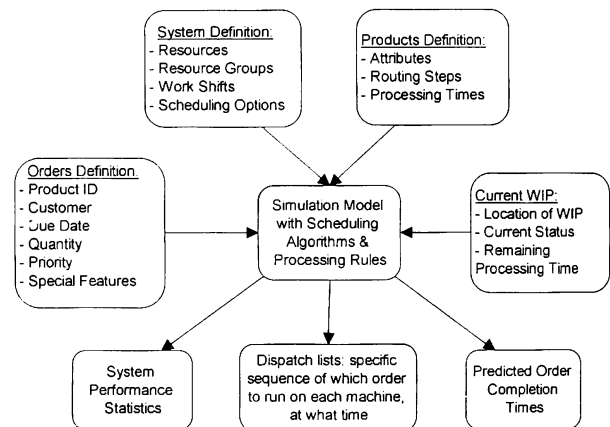 System Definition:
- Resources
- Resource Groups
- Work Shifts
- Scheduling Options
Products Definition:
- Attributes
- Routing Steps
- Processing Times
Orders Definition:
- Product ID
- Customer
- Due Date
- Quantity
- Priority
- Special Features
Simulation Model
with Scheduling
Algorithms &
Processing Rules
Current WIP:
- Location of WIP
- Current Status
- Remaining
Processing Time
System
Performance
Statistics
Dispatch lists: specific
sequence of which order
to run on each machine,
at what time
Predicted Order
Completion
Times